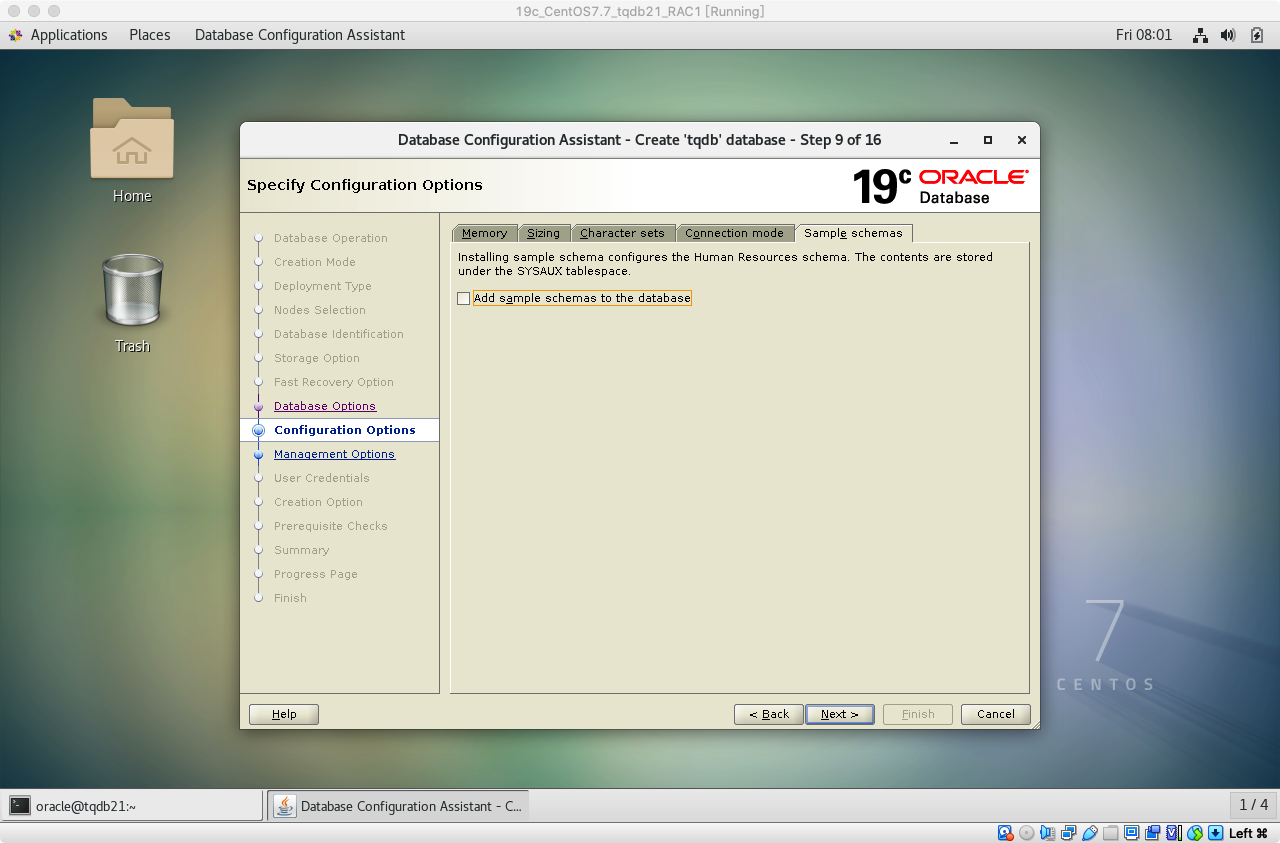 19c_CentOS7.7_tqdb21_RAC1 [Running]
Applications Places Database Configuration Assistant Fri 08:01
Home
Trash
Database Configuration Assistant - Create 'tqdb' database - Step 9 of 16
Specify Configuration Options
19c ORACLE
Database
Database Operation
Creation Mode
Deployment Type
Nodes Selection
Database Identification
Storage Option
Fast Recovery Option
Database Options
Configuration Options
Management Options
User Credentials
Creation Option
Prerequisite Checks
Summary
Progress Page
Finish
Memory Sizing Character sets Connection mode Sample schemas
Installing sample schema configures the Human Resources schema. The contents are stored
under the SYSAUX tablespace.
Add sample schemas to the database
Help < Back Next > Finish Cancel
7
CENTOS
oracle@tqdb21:~ Database Configuration Assistant - C... 1 / 4
Left ⌘